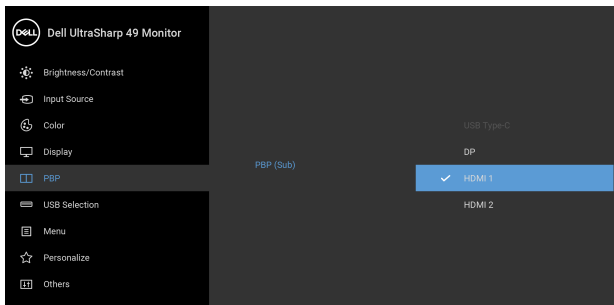 DELL
Dell UltraSharp 49 Monitor
Brightness/Contrast
Input Source
Color
Display
PBP
USB Selection
Menu
Personalize
Others
PBP (Sub)
USB Type-C
DP
HDMI 1
HDMI 2